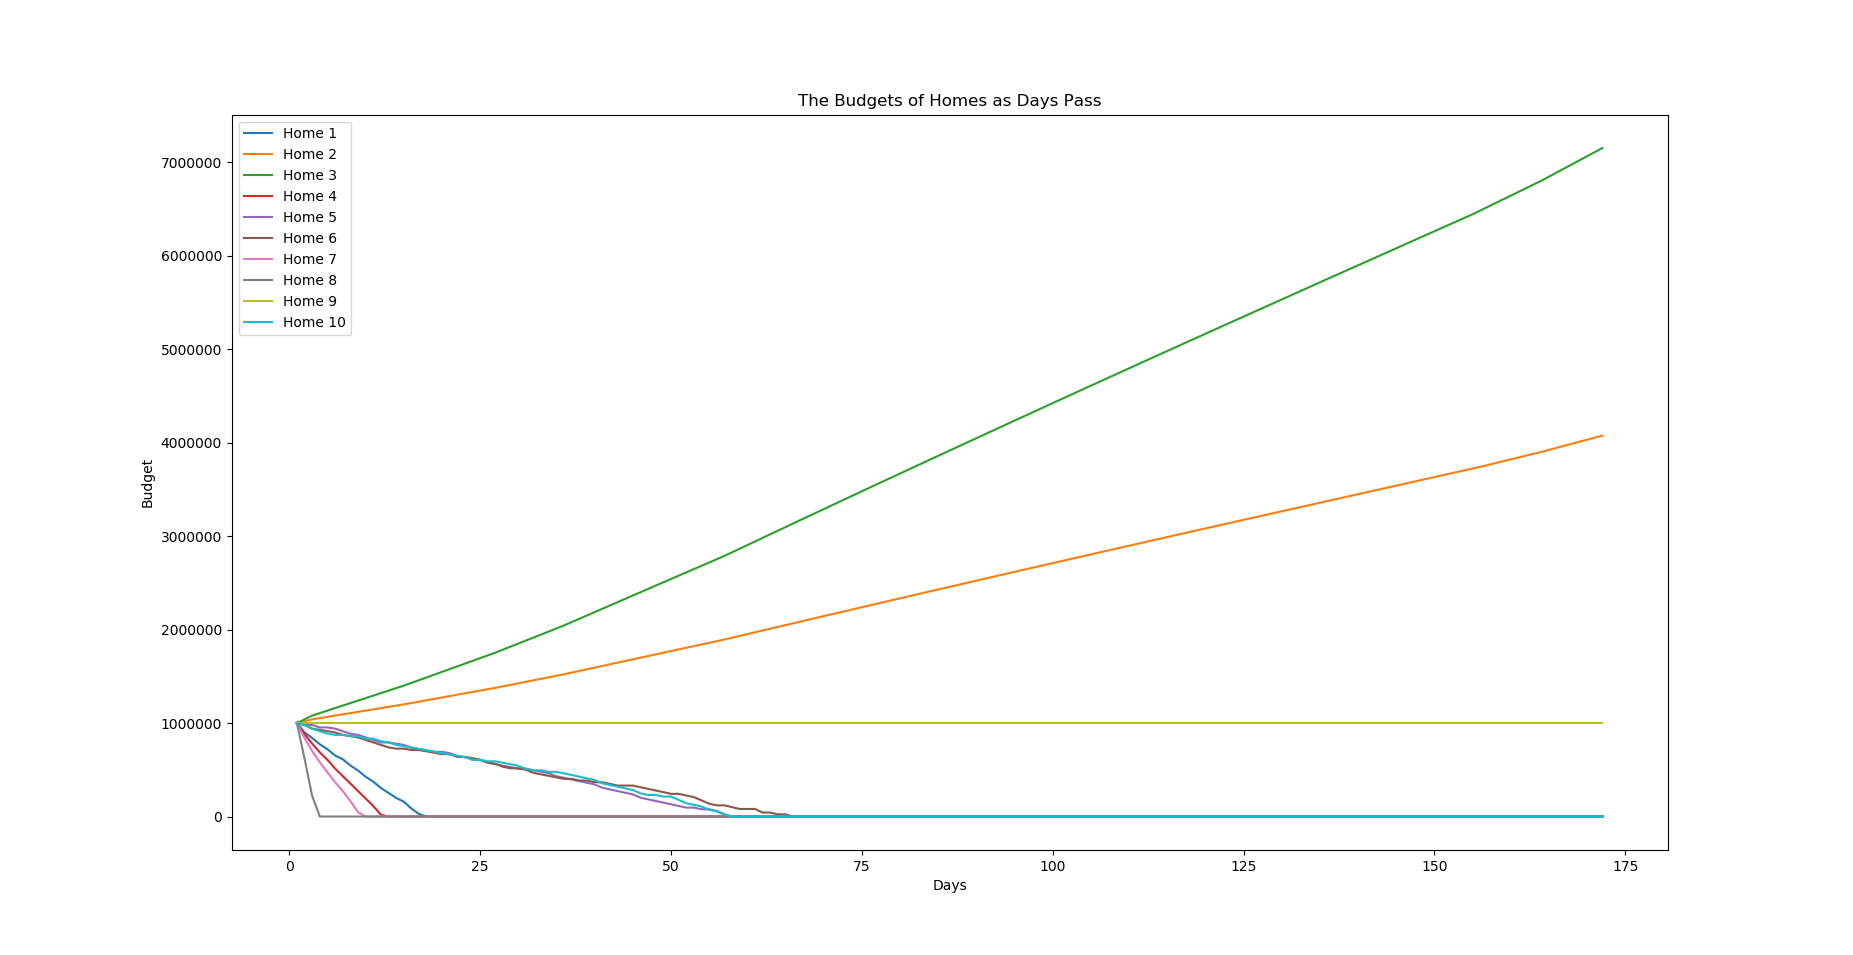 The Budgets of Homes as Days Pass
Home 1
Home 2
Home 3
Home 4
Home 5
Home 6
Home 7
Home 8
Home 9
Home 10
7000000
6000000
5000000
4000000
3000000
2000000
1000000
0
Budget
0 25 50 75 100 125 150 175
Days